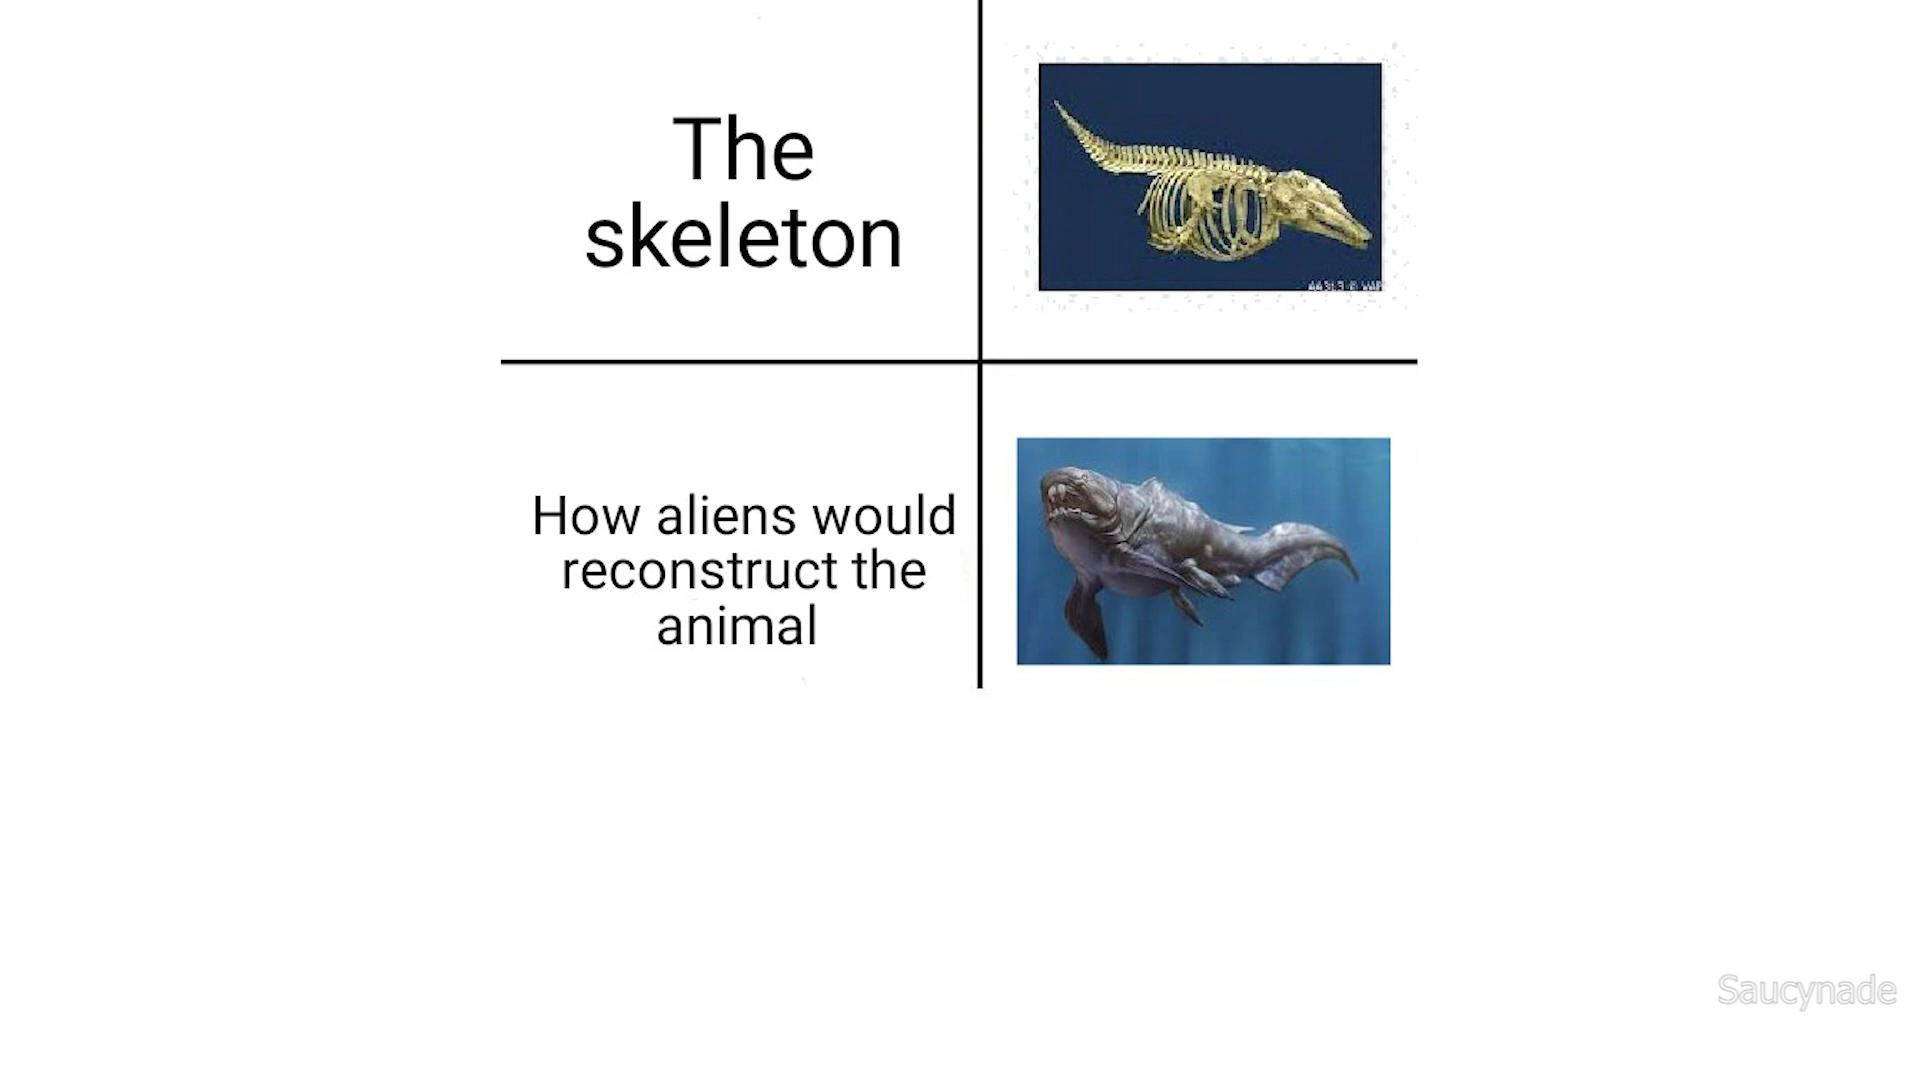 The
skeleton
How aliens would
reconstruct the
animal
Saucynade